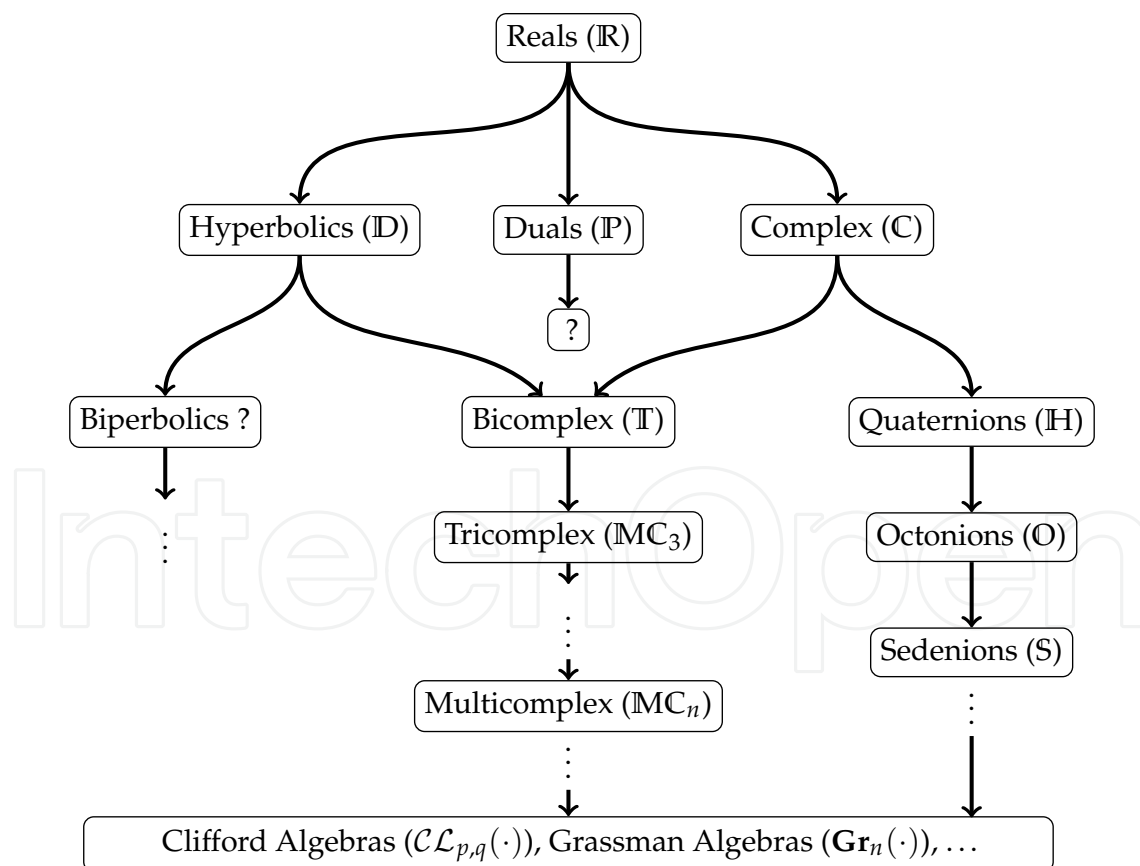 Reals (ℝ)
Hyperbolics (𝔻)
Duals (ℙ)
Complex (ℂ)
?
Biperbolics ?
Bicomplex (𝕋)
Quaternions (ℍ)
Tricomplex (𝕄ℂ₃)
Octonions (𝕆)
Sedenions (𝕊)
Multicomplex (𝕄ℂₙ)
Clifford Algebras (𝒞ℒ_{p,q}(·)), Grassman Algebras (𝐆𝐫ₙ(·)), …
IntechOpen